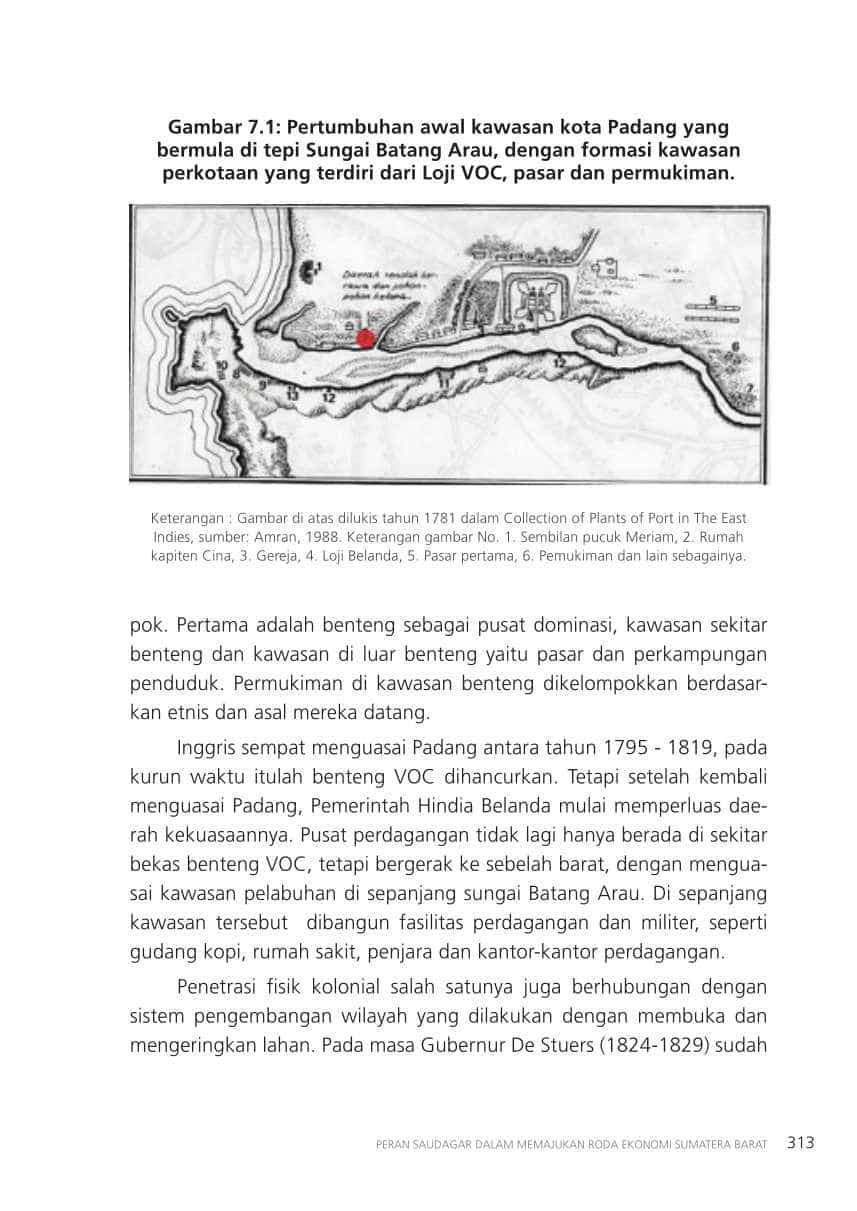 Gambar 7.1: Pertumbuhan awal kawasan kota Padang yang
bermula di tepi Sungai Batang Arau, dengan formasi kawasan
perkotaan yang terdiri dari Loji VOC, pasar dan permukiman.
1
Daerah rendah ber-
rawa dan pohon-
pohon kelapa
5
6
7
10
8
9
13
12
11
12
Keterangan : Gambar di atas dilukis tahun 1781 dalam Collection of Plants of Port in The East
Indies, sumber: Amran, 1988. Keterangan gambar No. 1. Sembilan pucuk Meriam, 2. Rumah
kapiten Cina, 3. Gereja, 4. Loji Belanda, 5. Pasar pertama, 6. Pemukiman dan lain sebagainya.
pok. Pertama adalah benteng sebagai pusat dominasi, kawasan sekitar
benteng dan kawasan di luar benteng yaitu pasar dan perkampungan
penduduk. Permukiman di kawasan benteng dikelompokkan berdasar-
kan etnis dan asal mereka datang.
Inggris sempat menguasai Padang antara tahun 1795 - 1819, pada
kurun waktu itulah benteng VOC dihancurkan. Tetapi setelah kembali
menguasai Padang, Pemerintah Hindia Belanda mulai memperluas dae-
rah kekuasaannya. Pusat perdagangan tidak lagi hanya berada di sekitar
bekas benteng VOC, tetapi bergerak ke sebelah barat, dengan mengua-
sai kawasan pelabuhan di sepanjang sungai Batang Arau. Di sepanjang
kawasan tersebut dibangun fasilitas perdagangan dan militer, seperti
gudang kopi, rumah sakit, penjara dan kantor-kantor perdagangan.
Penetrasi fisik kolonial salah satunya juga berhubungan dengan
sistem pengembangan wilayah yang dilakukan dengan membuka dan
mengeringkan lahan. Pada masa Gubernur De Stuers (1824-1829) sudah
PERAN SAUDAGAR DALAM MEMAJUKAN RODA EKONOMI SUMATERA BARAT 313